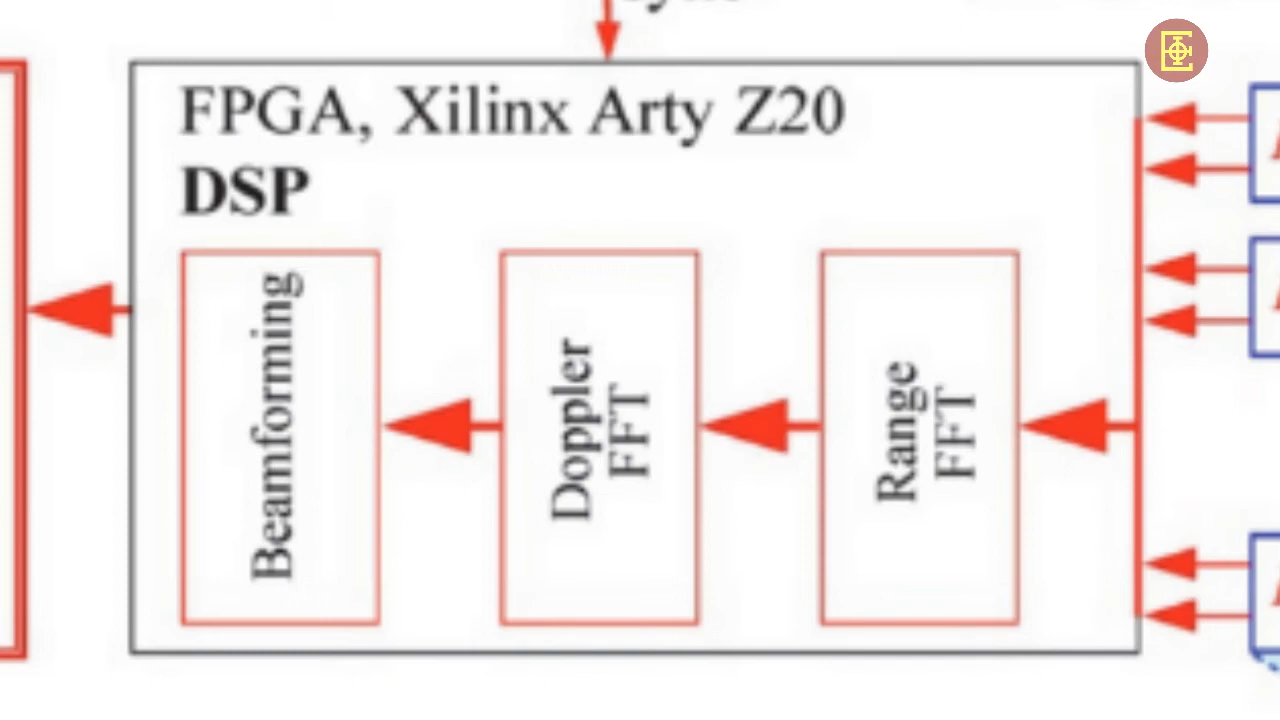 FPGA, Xilinx Arty Z20
DSP
Beamforming
Doppler
FFT
Range
FFT